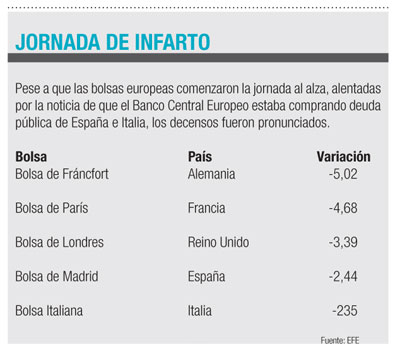 JORNADA DE INFARTO
Pese a que las bolsas europeas comenzaron la jornada al alza, alentadas
por la noticia de que el Banco Central Europeo estaba comprando deuda
pública de España e Italia, los decensos fueron pronunciados.
Bolsa País Variación
Bolsa de Fráncfort Alemania -5,02
Bolsa de París Francia -4,68
Bolsa de Londres Reino Unido -3,39
Bolsa de Madrid España -2,44
Bolsa Italiana Italia -235
Fuente: EFE